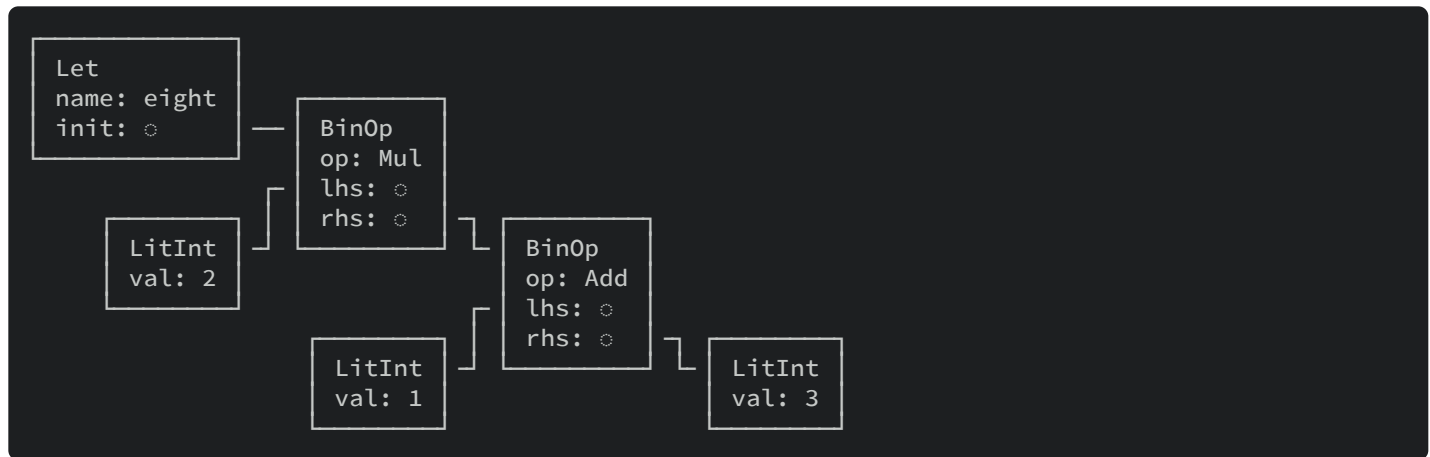 Let
name: eight
init: ◌
BinOp
op: Mul
lhs: ◌
rhs: ◌
LitInt
val: 2
BinOp
op: Add
lhs: ◌
rhs: ◌
LitInt
val: 1
LitInt
val: 3